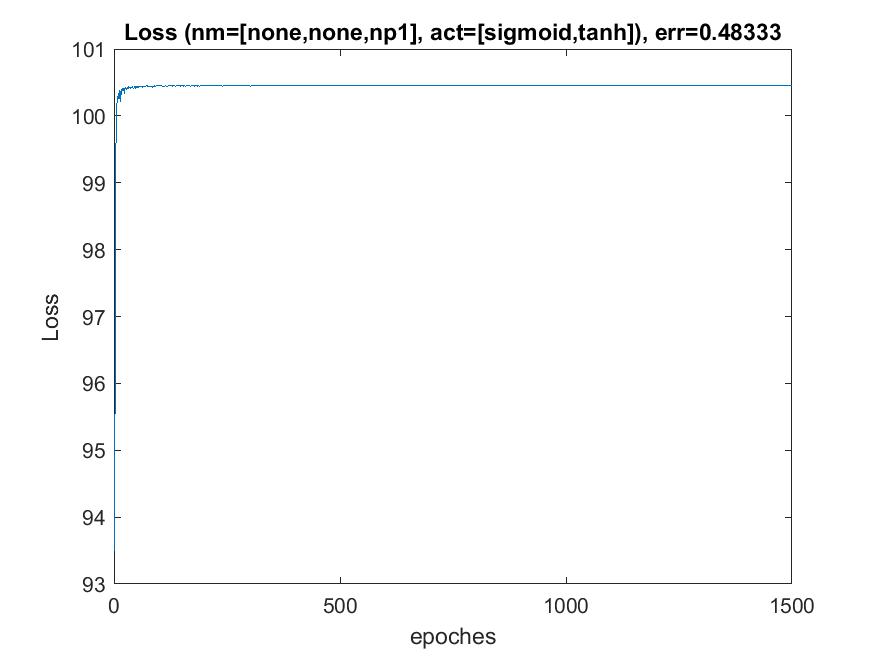 Loss (nm=[none,none,np1], act=[sigmoid,tanh]), err=0.48333
101
100
99
98
97
96
95
94
93
Loss
0 500 1000 1500
epoches